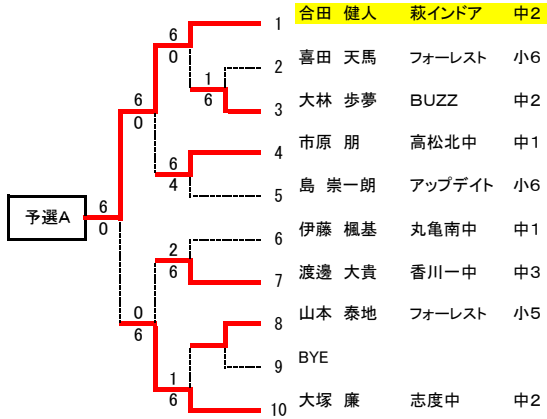 1 合田 健人 萩インドア 中2
6
0
2 喜田 天馬 フォーレスト 小6
1
6
3 大林 歩夢 BUZZ 中2
6
0
4 市原 朋 高松北中 中1
6
4
5 島 崇一朗 アップデイト 小6
予選A
6
0
6 伊藤 楓基 丸亀南中 中1
2
6
7 渡邊 大貴 香川一中 中3
8 山本 泰地 フォーレスト 小5
0
6
9 BYE
1
6
10 大塚 廉 志度中 中2